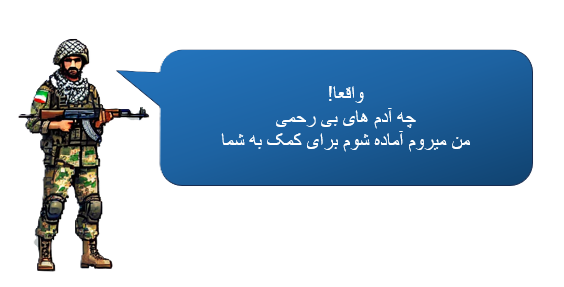 واقعا!
چه آدم های بی رحمی
من میروم آماده شوم برای کمک به شما